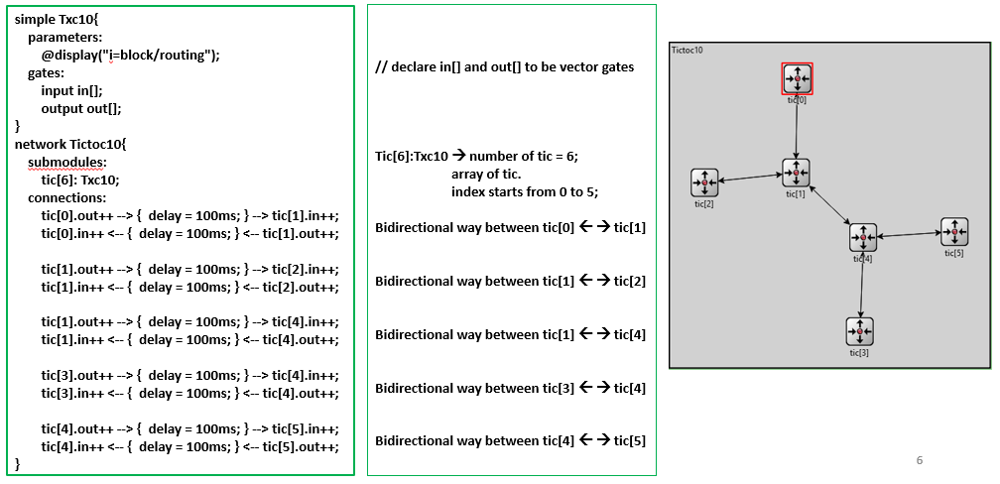 simple Txc10{
parameters:
@display("i=block/routing");
gates:
input in[];
output out[];
}
network Tictoc10{
submodules:
tic[6]: Txc10;
connections:
tic[0].out++ --> {  delay = 100ms; } --> tic[1].in++;
tic[0].in++ <-- {  delay = 100ms; } <-- tic[1].out++;
tic[1].out++ --> {  delay = 100ms; } --> tic[2].in++;
tic[1].in++ <-- {  delay = 100ms; } <-- tic[2].out++;
tic[1].out++ --> {  delay = 100ms; } --> tic[4].in++;
tic[1].in++ <-- {  delay = 100ms; } <-- tic[4].out++;
tic[3].out++ --> {  delay = 100ms; } --> tic[4].in++;
tic[3].in++ <-- {  delay = 100ms; } <-- tic[4].out++;
tic[4].out++ --> {  delay = 100ms; } --> tic[5].in++;
tic[4].in++ <-- {  delay = 100ms; } <-- tic[5].out++;
}
// declare in[] and out[] to be vector gates
Tic[6]:Txc10 → number of tic = 6;
array of tic.
index starts from 0 to 5;
Bidirectional way between tic[0] ← → tic[1]
Bidirectional way between tic[1] ← → tic[2]
Bidirectional way between tic[1] ← → tic[4]
Bidirectional way between tic[3] ← → tic[4]
Bidirectional way between tic[4] ← → tic[5]
Tictoc10
tic[0]
tic[1]
tic[2]
tic[4]
tic[5]
tic[3]
6